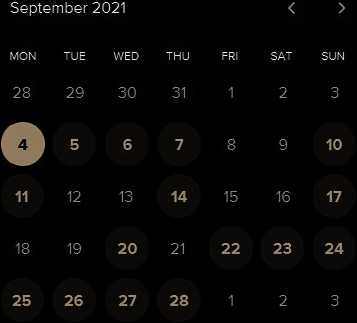 September 2021
MON TUE WED THU FRI SAT SUN
28 29 30 31 1 2 3
4 5 6 7 8 9 10
11 12 13 14 15 16 17
18 19 20 21 22 23 24
25 26 27 28 1 2 3